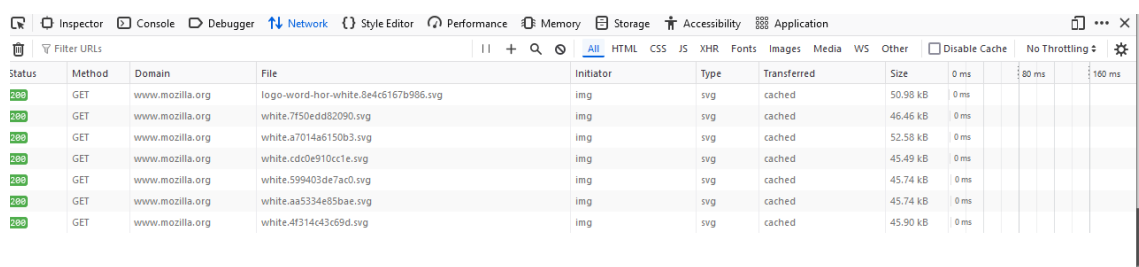 Inspector Console Debugger Network Style Editor Performance Memory Storage Accessibility Application
Filter URLs All HTML CSS JS XHR Fonts Images Media WS Other Disable Cache No Throttling
Status Method Domain File Initiator Type Transferred Size 0 ms 80 ms 160 ms
200 GET www.mozilla.org logo-word-hor-white.8e4c6167b986.svg img svg cached 50.98 kB 0 ms
200 GET www.mozilla.org white.7f50edd82090.svg img svg cached 46.46 kB 0 ms
200 GET www.mozilla.org white.a7014a6150b3.svg img svg cached 52.58 kB 0 ms
200 GET www.mozilla.org white.cdc0e910cc1e.svg img svg cached 45.49 kB 0 ms
200 GET www.mozilla.org white.599403de7ac0.svg img svg cached 45.74 kB 0 ms
200 GET www.mozilla.org white.aa5334e85bae.svg img svg cached 45.74 kB 0 ms
200 GET www.mozilla.org white.4f314c43c69d.svg img svg cached 45.90 kB 0 ms